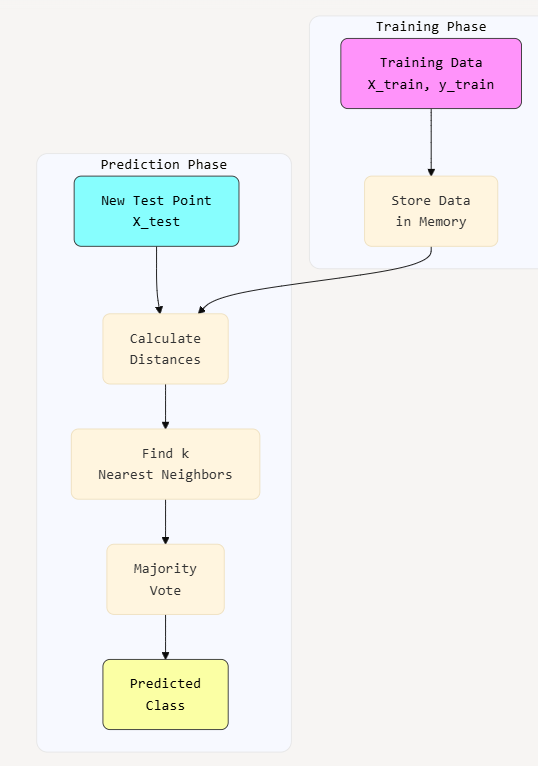 Training Phase
Training Data
X_train, y_train
Store Data
in Memory
Prediction Phase
New Test Point
X_test
Calculate
Distances
Find k
Nearest Neighbors
Majority
Vote
Predicted
Class